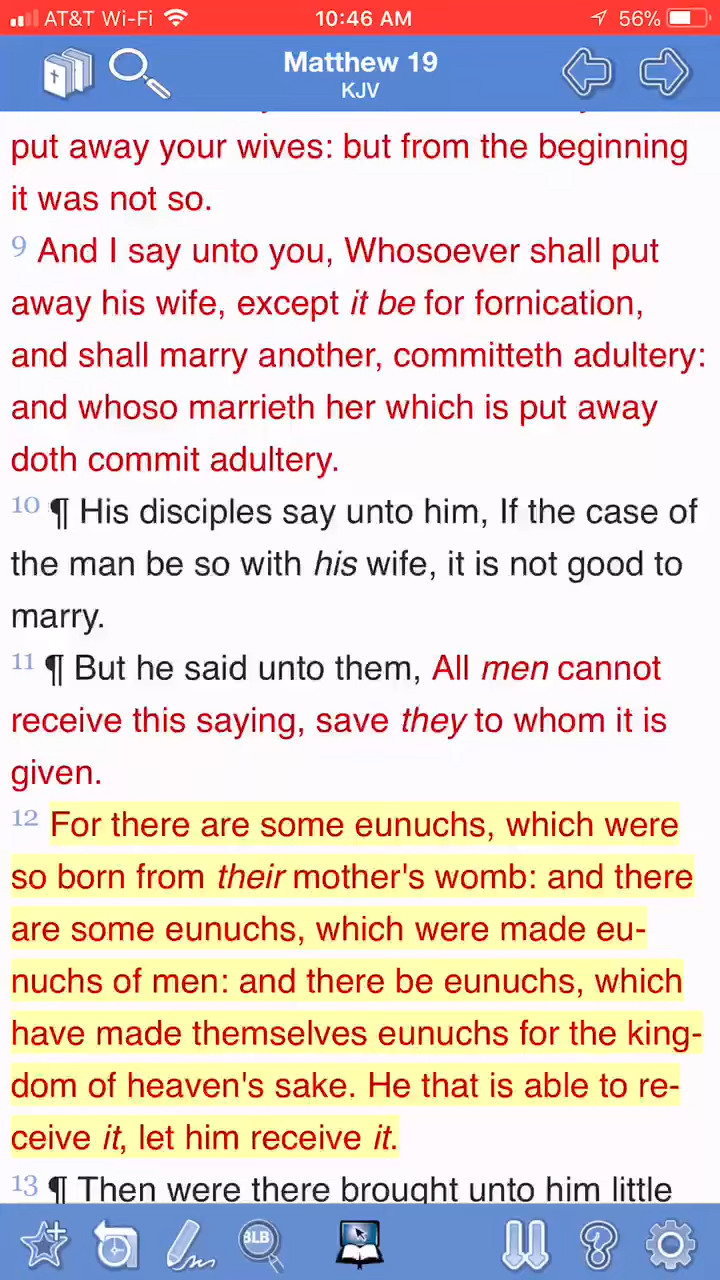 AT&T Wi-Fi 10:46 AM 56%
Matthew 19
KJV
put away your wives: but from the beginning
it was not so.
9 And I say unto you, Whosoever shall put
away his wife, except it be for fornication,
and shall marry another, committeth adultery:
and whoso marrieth her which is put away
doth commit adultery.
10 ¶ His disciples say unto him, If the case of
the man be so with his wife, it is not good to
marry.
11 ¶ But he said unto them, All men cannot
receive this saying, save they to whom it is
given.
12 For there are some eunuchs, which were
so born from their mother's womb: and there
are some eunuchs, which were made eu-
nuchs of men: and there be eunuchs, which
have made themselves eunuchs for the king-
dom of heaven's sake. He that is able to re-
ceive it, let him receive it.
13 ¶ Then were there brought unto him little
BLB